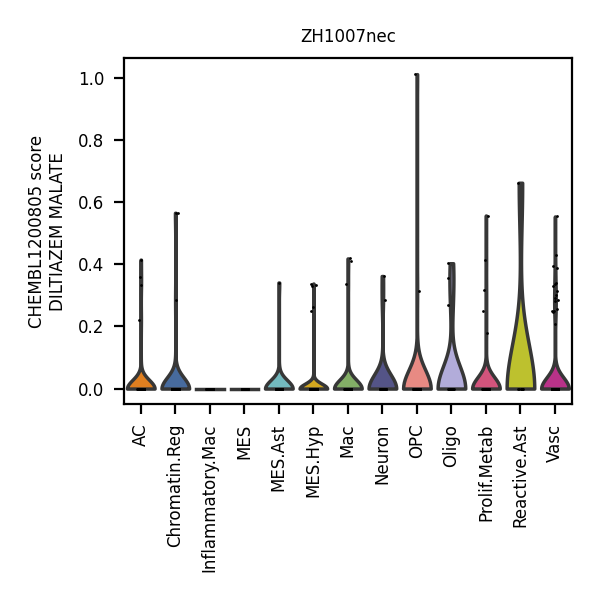 ZH1007nec
CHEMBL1200805 score
DILTIAZEM MALATE
1.0
0.8
0.6
0.4
0.2
0.0
AC
Chromatin.Reg
Inflammatory.Mac
MES
MES.Ast
MES.Hyp
Mac
Neuron
OPC
Oligo
Prolif.Metab
Reactive.Ast
Vasc